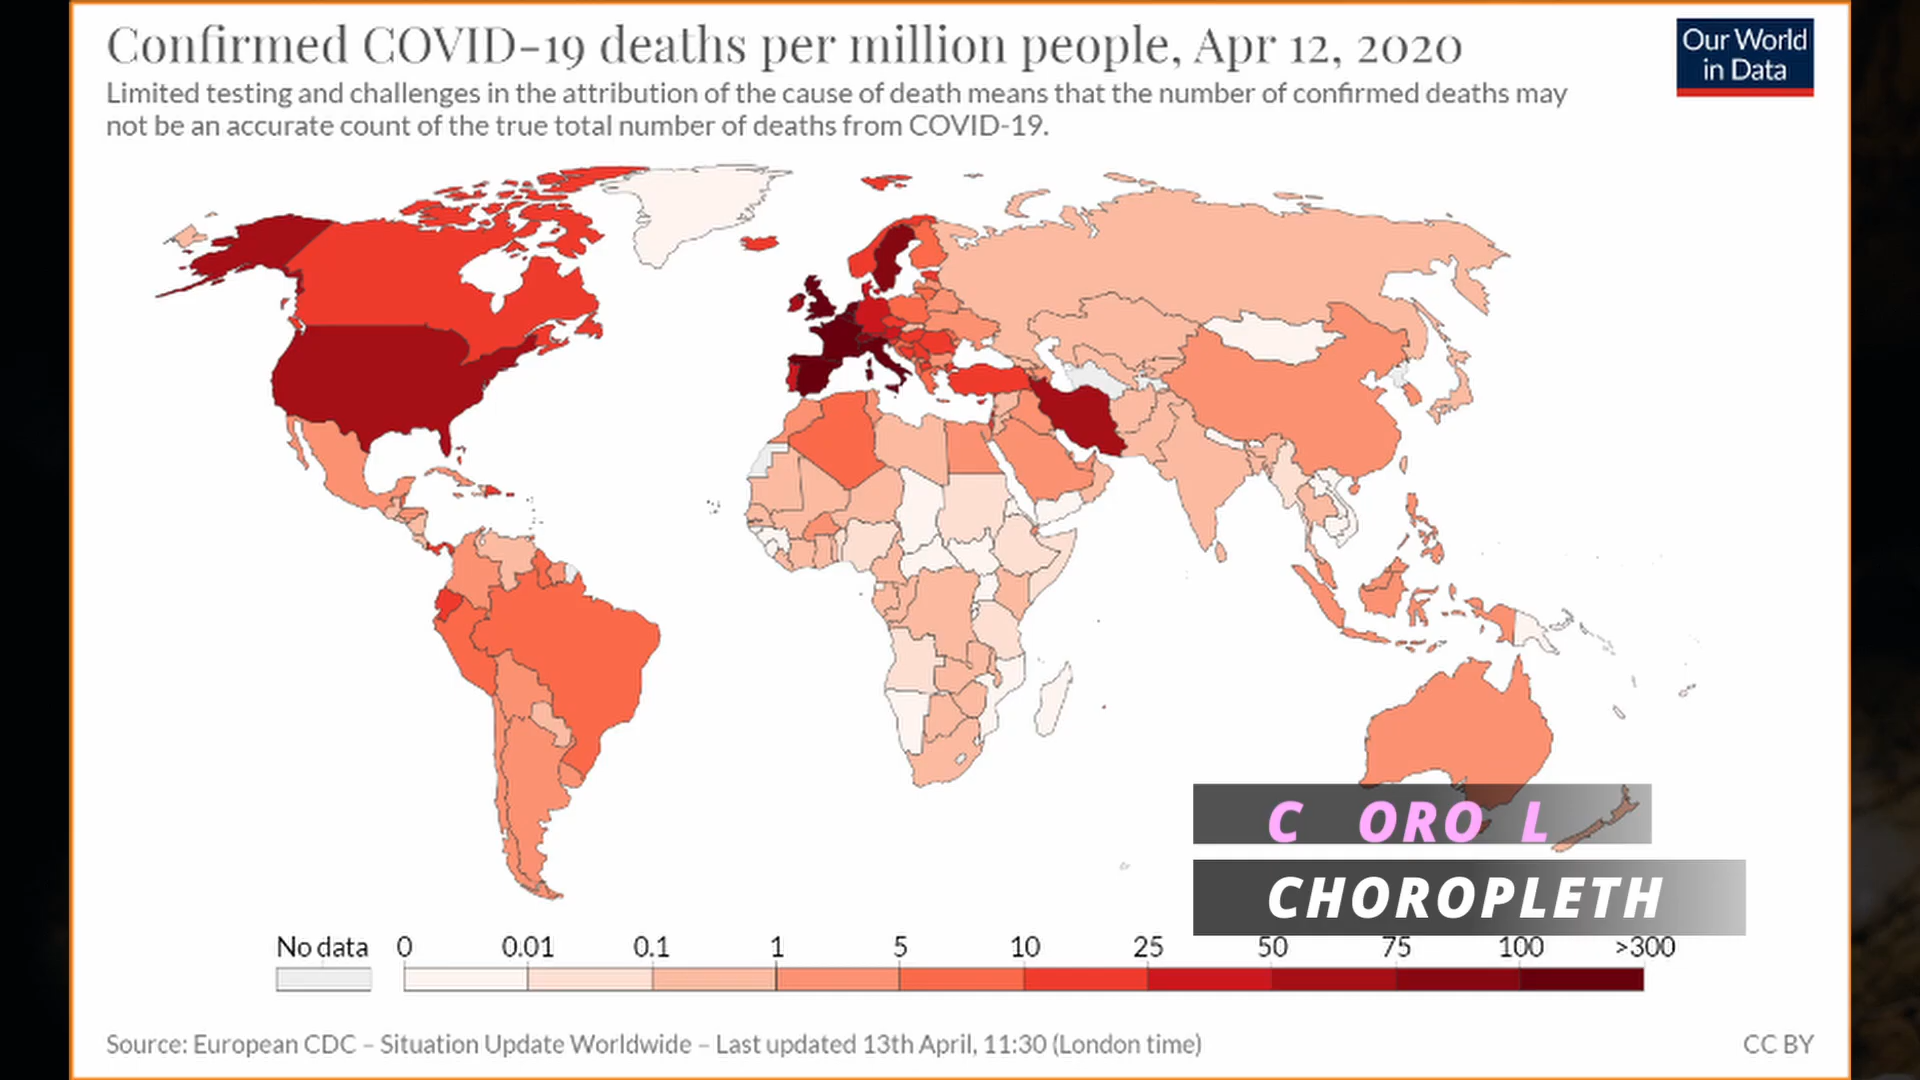 Confirmed COVID-19 deaths per million people, Apr 12, 2020
Our World
in Data
Limited testing and challenges in the attribution of the cause of death means that the number of confirmed deaths may
not be an accurate count of the true total number of deaths from COVID-19.
C ORO L
CHOROPLETH
No data 0 0.01 0.1 1 5 10 25 50 75 100 >300
Source: European CDC – Situation Update Worldwide – Last updated 13th April, 11:30 (London time)
CC BY